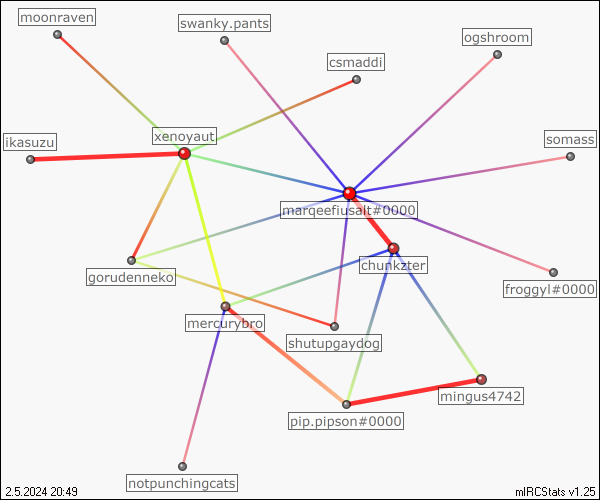 moonraven
swanky.pants
ogshroom
csmaddi
xenoyaut
ikasuzu
somass
marqeefiusalt#0000
chunkzter
gorudenneko
froggyl#0000
mercurybro
shutupgaydog
mingus4742
pip.pipson#0000
notpunchingcats
2.5.2024 20:49
mIRCStats v1.25